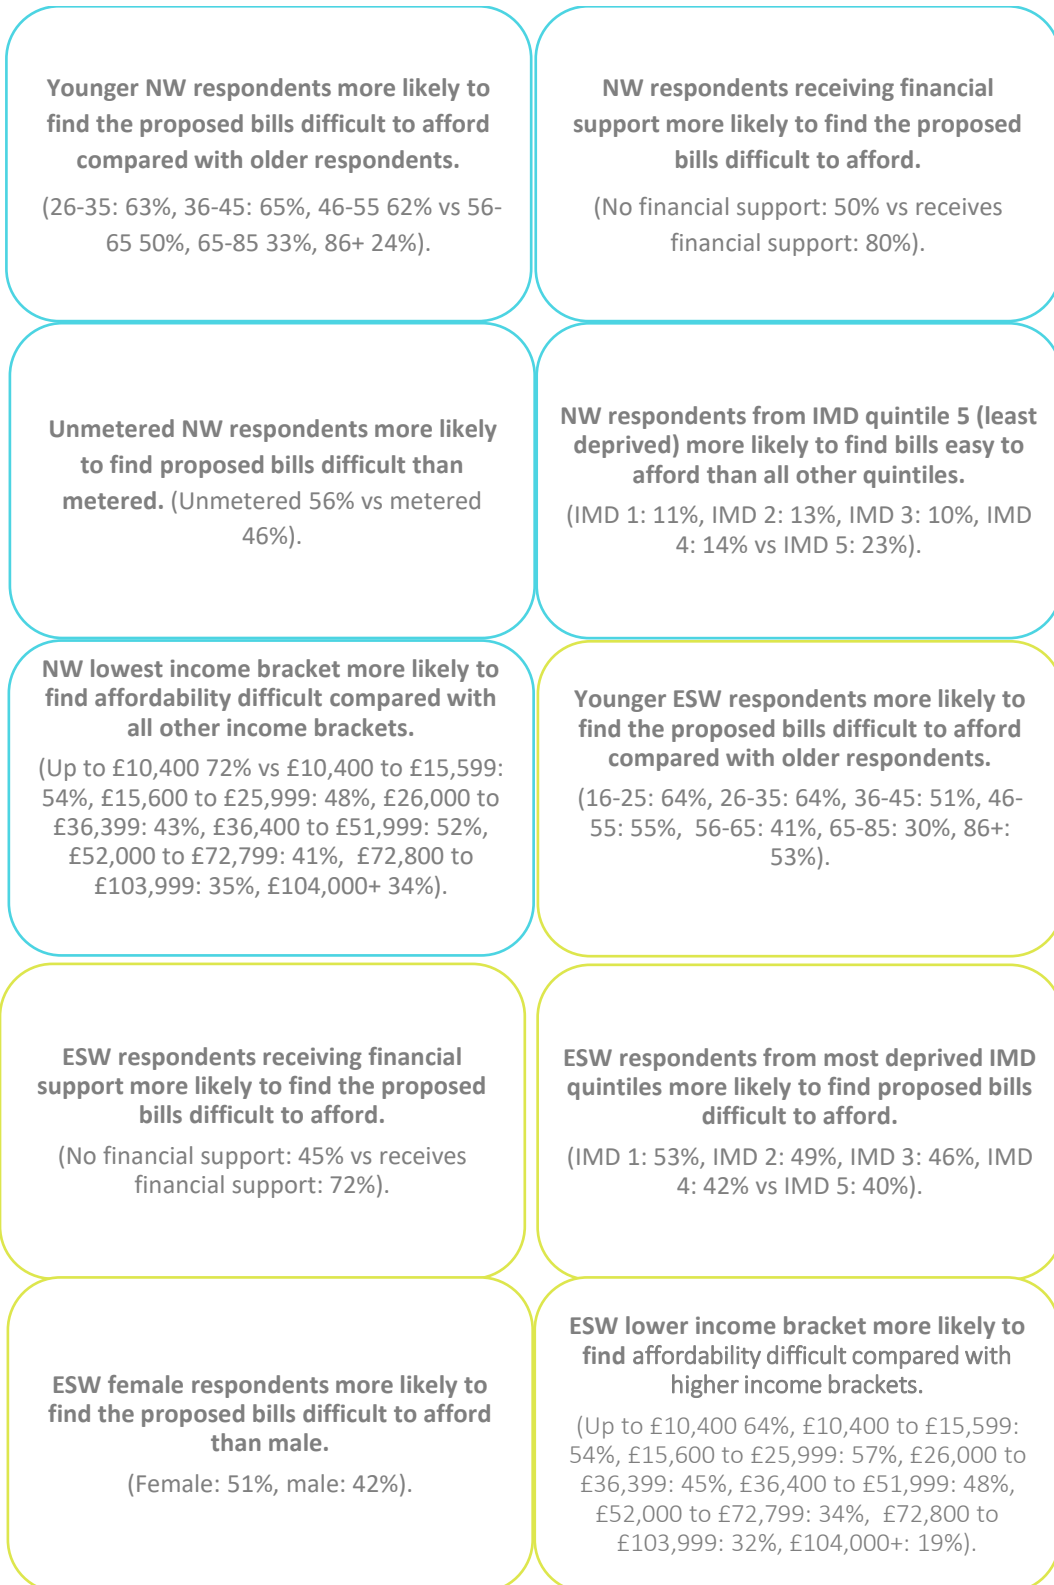 Younger NW respondents more likely to
find the proposed bills difficult to afford
compared with older respondents.
(26-35: 63%, 36-45: 65%, 46-55 62% vs 56-
65 50%, 65-85 33%, 86+ 24%).
NW respondents receiving financial
support more likely to find the proposed
bills difficult to afford.
(No financial support: 50% vs receives
financial support: 80%).
Unmetered NW respondents more likely
to find proposed bills difficult than
metered. (Unmetered 56% vs metered
46%).
NW respondents from IMD quintile 5 (least
deprived) more likely to find bills easy to
afford than all other quintiles.
(IMD 1: 11%, IMD 2: 13%, IMD 3: 10%, IMD
4: 14% vs IMD 5: 23%).
NW lowest income bracket more likely to
find affordability difficult compared with
all other income brackets.
(Up to £10,400 72% vs £10,400 to £15,599:
54%, £15,600 to £25,999: 48%, £26,000 to
£36,399: 43%, £36,400 to £51,999: 52%,
£52,000 to £72,799: 41%, £72,800 to
£103,999: 35%, £104,000+ 34%).
Younger ESW respondents more likely to
find the proposed bills difficult to afford
compared with older respondents.
(16-25: 64%, 26-35: 64%, 36-45: 51%, 46-
55: 55%, 56-65: 41%, 65-85: 30%, 86+:
53%).
ESW respondents receiving financial
support more likely to find the proposed
bills difficult to afford.
(No financial support: 45% vs receives
financial support: 72%).
ESW respondents from most deprived IMD
quintiles more likely to find proposed bills
difficult to afford.
(IMD 1: 53%, IMD 2: 49%, IMD 3: 46%, IMD
4: 42% vs IMD 5: 40%).
ESW female respondents more likely to
find the proposed bills difficult to afford
than male.
(Female: 51%, male: 42%).
ESW lower income bracket more likely to
find affordability difficult compared with
higher income brackets.
(Up to £10,400 64%, £10,400 to £15,599:
54%, £15,600 to £25,999: 57%, £26,000 to
£36,399: 45%, £36,400 to £51,999: 48%,
£52,000 to £72,799: 34%, £72,800 to
£103,999: 32%, £104,000+: 19%).